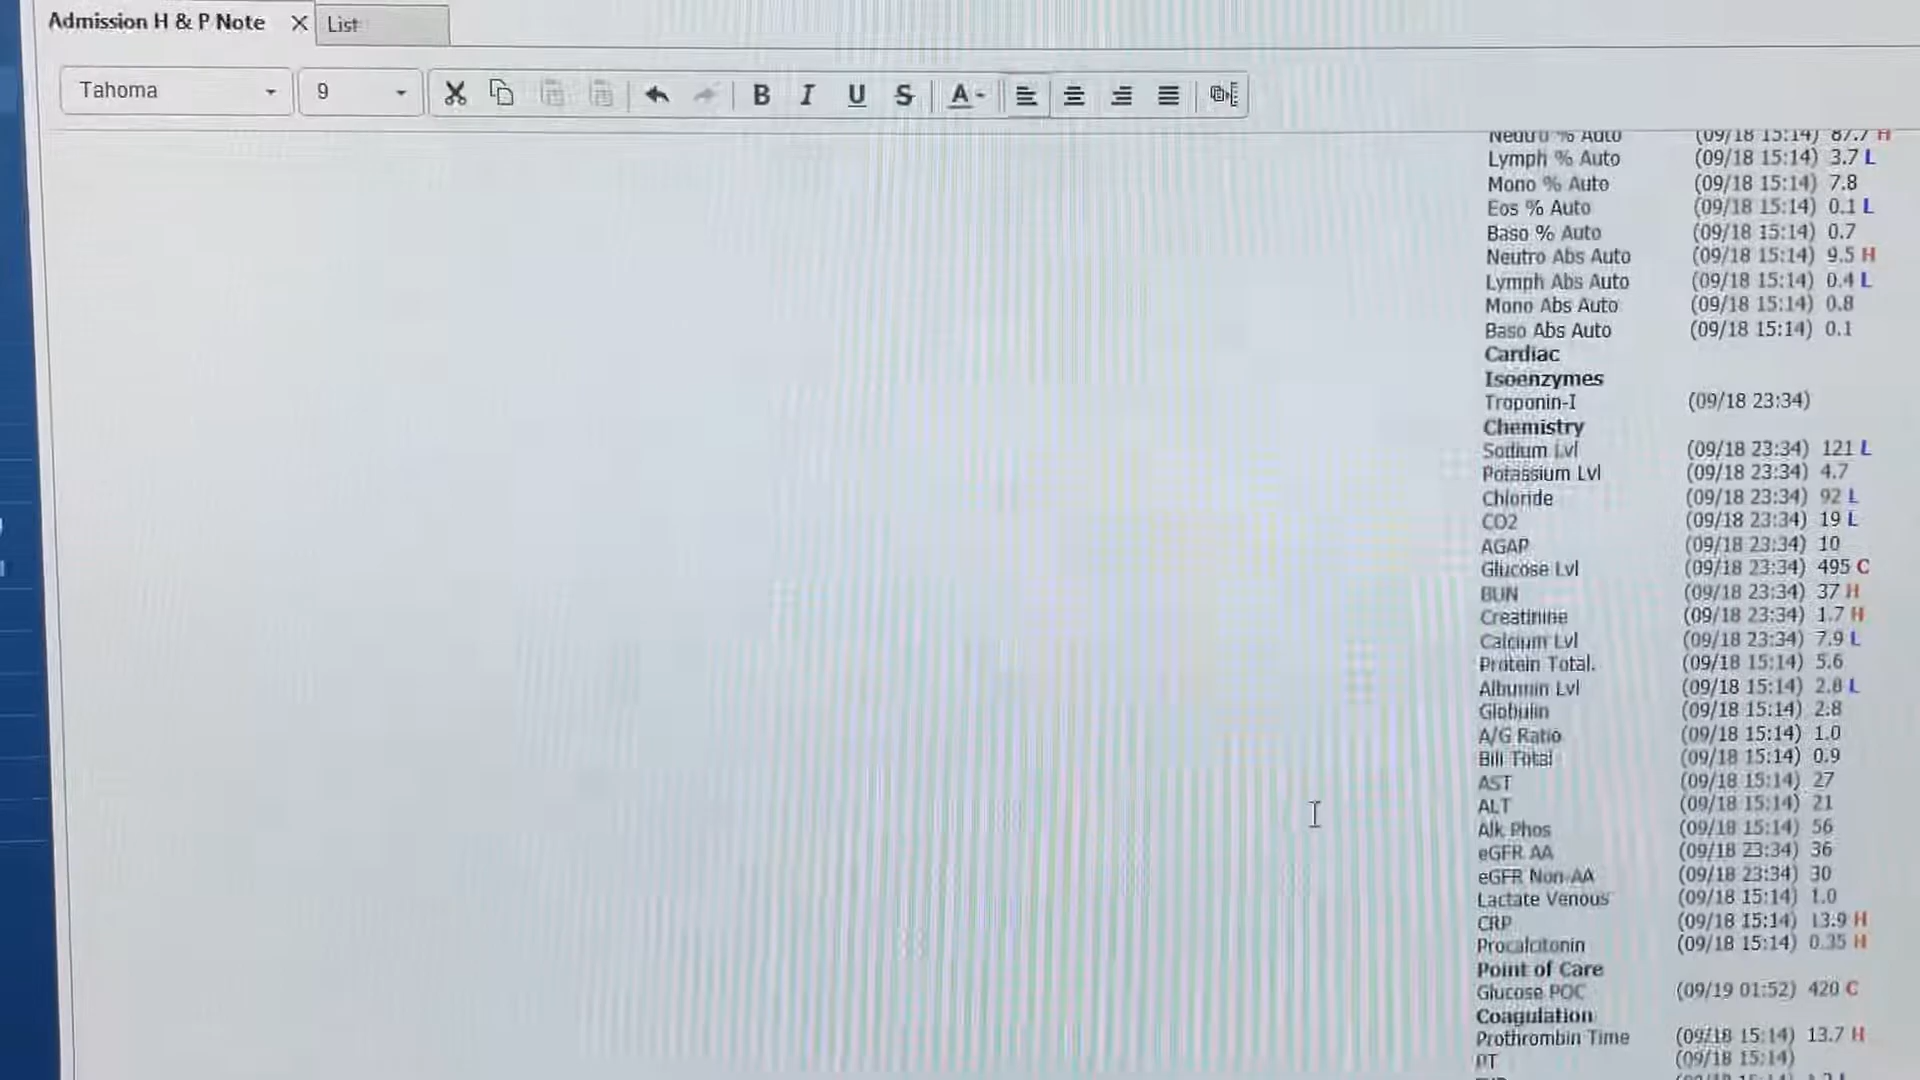 Admission H & P Note
List
Tahoma
9
B I U S A
Neutro % Auto (09/18 15:14) 87.7 H
Lymph % Auto (09/18 15:14) 3.7 L
Mono % Auto (09/18 15:14) 7.8
Eos % Auto (09/18 15:14) 0.1 L
Baso % Auto (09/18 15:14) 0.7
Neutro Abs Auto (09/18 15:14) 9.5 H
Lymph Abs Auto (09/18 15:14) 0.4 L
Mono Abs Auto (09/18 15:14) 0.8
Baso Abs Auto (09/18 15:14) 0.1
Cardiac
Isoenzymes
Troponin-I (09/18 23:34)
Chemistry
Sodium Lvl (09/18 23:34) 121 L
Potassium Lvl (09/18 23:34) 4.7
Chloride (09/18 23:34) 92 L
CO2 (09/18 23:34) 19 L
AGAP (09/18 23:34) 10
Glucose Lvl (09/18 23:34) 495 C
BUN (09/18 23:34) 37 H
Creatinine (09/18 23:34) 1.7 H
Calcium Lvl (09/18 23:34) 7.9 L
Protein Total. (09/18 15:14) 5.6
Albumin Lvl (09/18 15:14) 2.8 L
Globulin (09/18 15:14) 2.8
A/G Ratio (09/18 15:14) 1.0
Bili Total (09/18 15:14) 0.9
AST (09/18 15:14) 27
ALT (09/18 15:14) 21
Alk Phos (09/18 15:14) 56
eGFR AA (09/18 23:34) 36
eGFR Non-AA (09/18 23:34) 30
Lactate Venous (09/18 15:14) 1.0
CRP (09/18 15:14) 13.9 H
Procalcitonin (09/18 15:14) 0.35 H
Point of Care
Glucose POC (09/19 01:52) 420 C
Coagulation
Prothrombin Time (09/18 15:14) 13.7 H
PT (09/18 15:14)